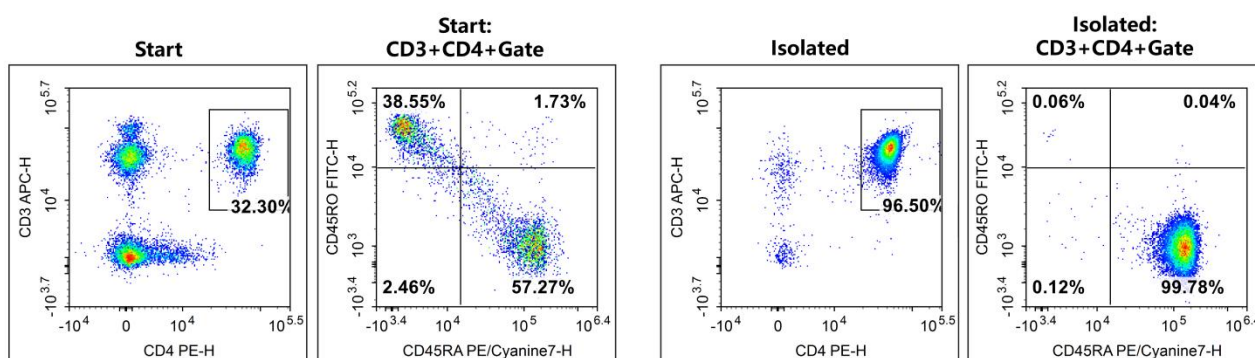 Start
Start:
CD3+CD4+Gate
Isolated
Isolated:
CD3+CD4+Gate
CD3 APC-H
10^5.7
10^4
-10^3.7
32.30%
-10^4
0
10^4
10^5.5
CD4 PE-H
CD45RO FITC-H
10^5.2
10^4
10^3
-10^3.4
38.55%
1.73%
2.46%
57.27%
-10^3.4
10^4
10^5
10^6.4
CD45RA PE/Cyanine7-H
CD3 APC-H
10^5.7
10^4
-10^3.7
96.50%
-10^4
0
10^4
10^5.5
CD4 PE-H
CD45RO FITC-H
10^5.2
10^4
10^3
-10^3.4
0.06%
0.04%
0.12%
99.78%
-10^3.4
10^4
10^5
10^6.4
CD45RA PE/Cyanine7-H